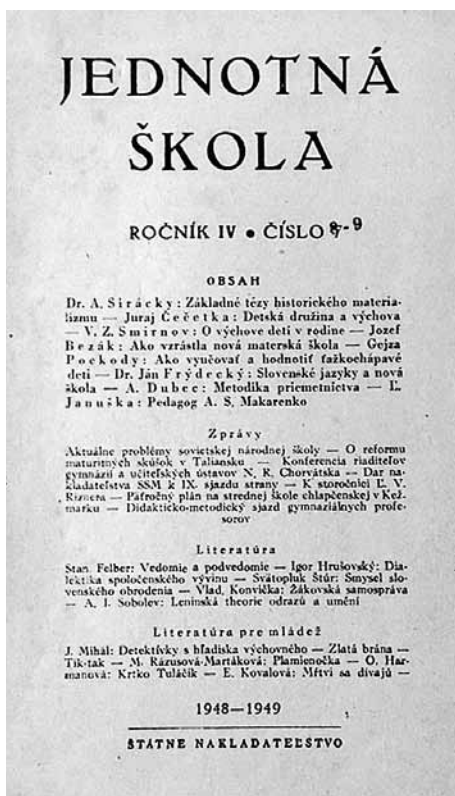 JEDNOTNÁ
ŠKOLA
ROČNÍK IV • ČÍSLO 8-9
OBSAH
Dr. A. Sirácky: Základné tézy historického materia-
lizmu — Juraj Čečetka: Detská družina a výchova
— V. Z. Smirnov: O výchove detí v rodine — Jozef
Bezák: Ako vzrástla nová materská škola — Gejza
Pockody: Ako vyučovať a hodnotiť ťažkochápavé
deti — Dr. Ján Frýdecký: Slovenské jazyky a nová
škola — A. Dubec: Metodika priemetníctva — Ľ.
Januška: Pedagog A. S. Makarenko
Zprávy
Aktuálne problémy sovietskej národnej školy — O reformu
maturitných skúšok v Taliansku — Konferencia riaditeľov
gymnázií a učiteľských ústavov N. R. Chorvátska — Dar na-
kladateľstva SSM k IX. sjazdu strany — K storočnici Ľ. V.
Riznera — Päťročný plán na strednej škole chlapčenskej v Kež-
marku — Didakticko-metodický sjazd gymnaziálnych profe-
sorov
Literatúra
Stan. Felber: Vedomie a podvedomie — Igor Hrušovský: Dia-
lektika spoločenského vývinu — Svätopluk Štúr: Smysel slo-
venského obrodenia — Vlad. Konvička: Žákovská samospráva
— A. I. Sobolev: Leninská theorie odrazu a umění
Literatúra pre mládež
J. Mihál: Detektívky s hľadiska výchovného — Zlatá brána —
Tik-tak — M. Rázusová-Martáková: Plamienočka — O. Har-
manová: Krtko Tuláčik — E. Kovalová: Mŕtvi sa dívajú —
1948—1949
ŠTÁTNE NAKLADATEĽSTVO